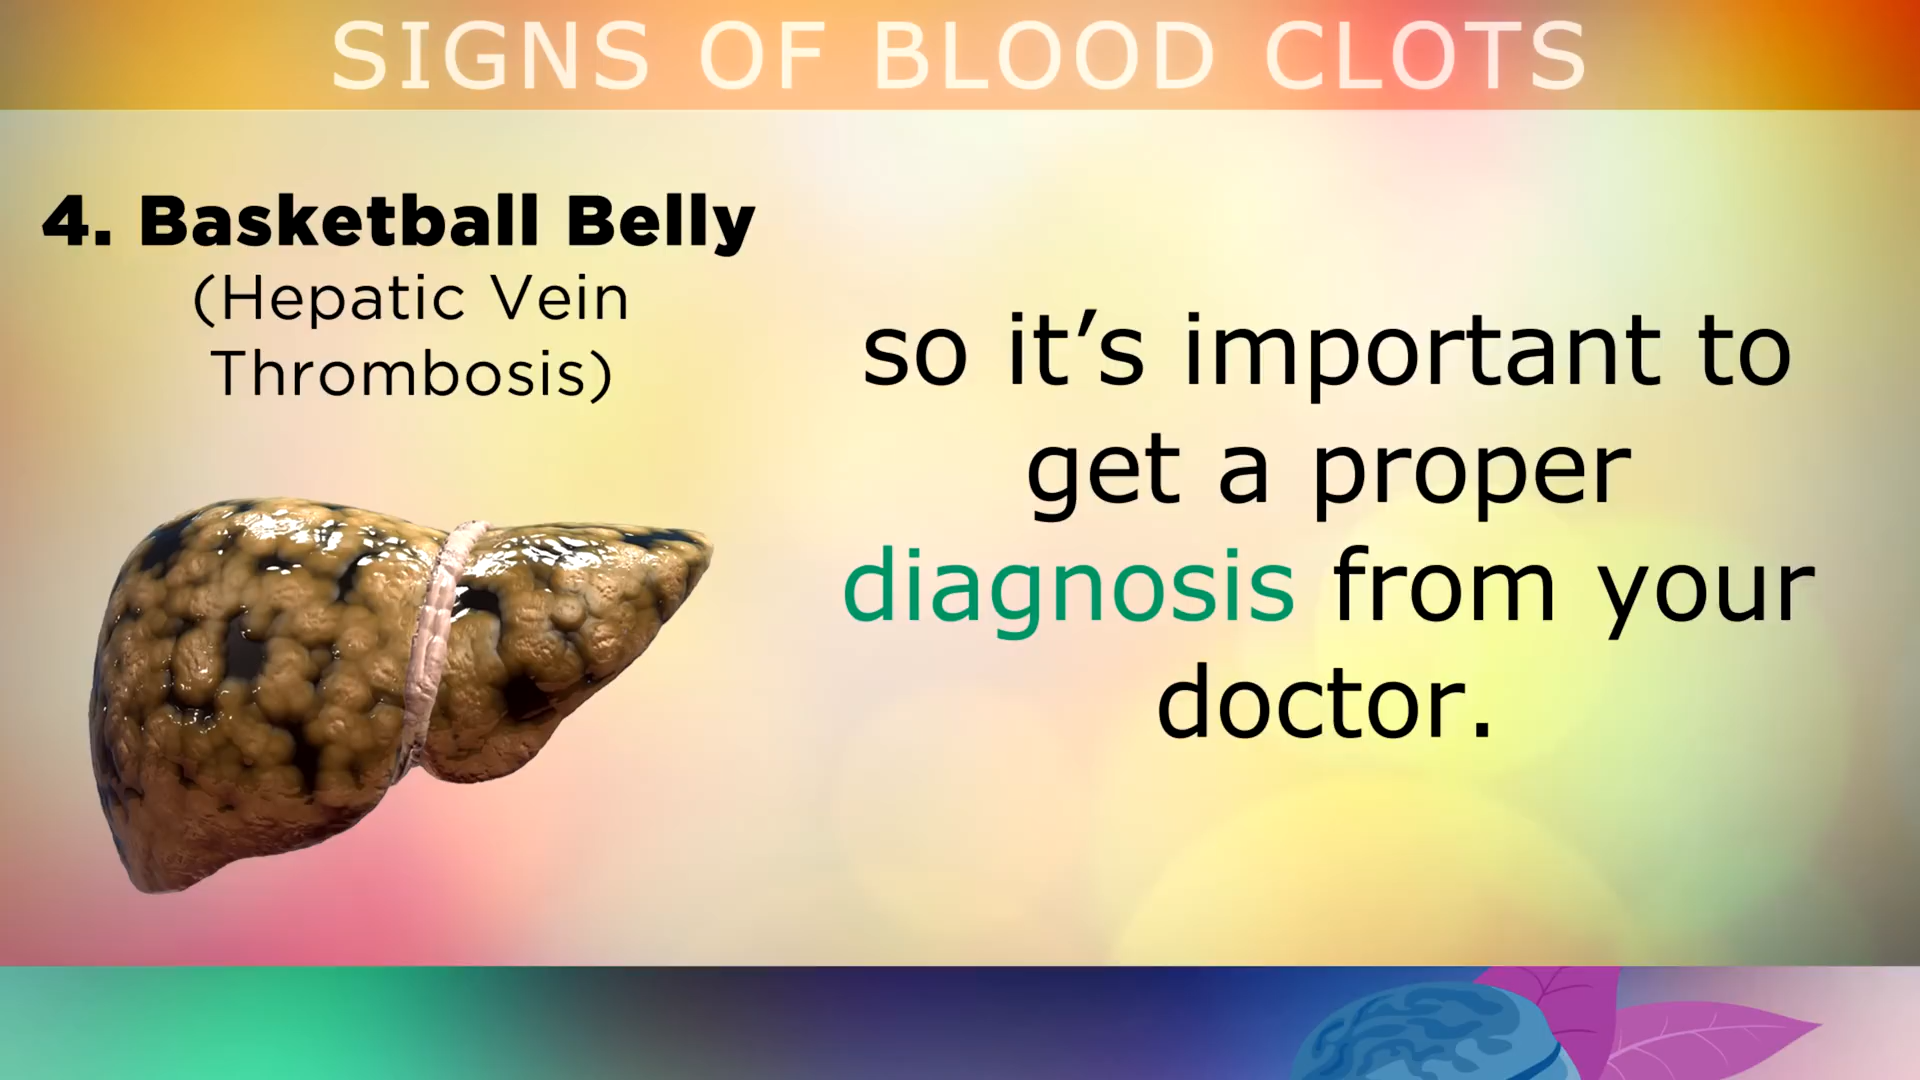 SIGNS OF BLOOD CLOTS
4. Basketball Belly
(Hepatic Vein
Thrombosis)
so it’s important to
get a proper
diagnosis from your
doctor.